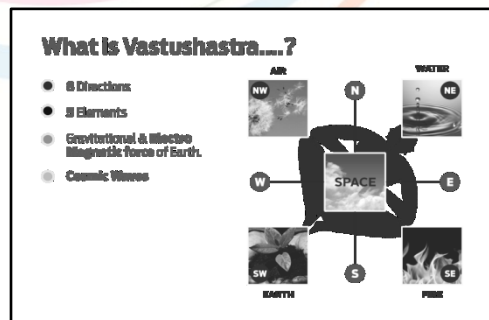 What is Vastushastra....?
8 Directions
5 Elements
Gravitational & Electro
Magnetic force of Earth.
Cosmic Waves
AIR
WATER
NW
N
NE
W
SPACE
E
SW
S
SE
EARTH
FIRE